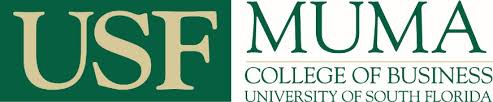 USF
MUMA
COLLEGE OF BUSINESS
UNIVERSITY OF SOUTH FLORIDA